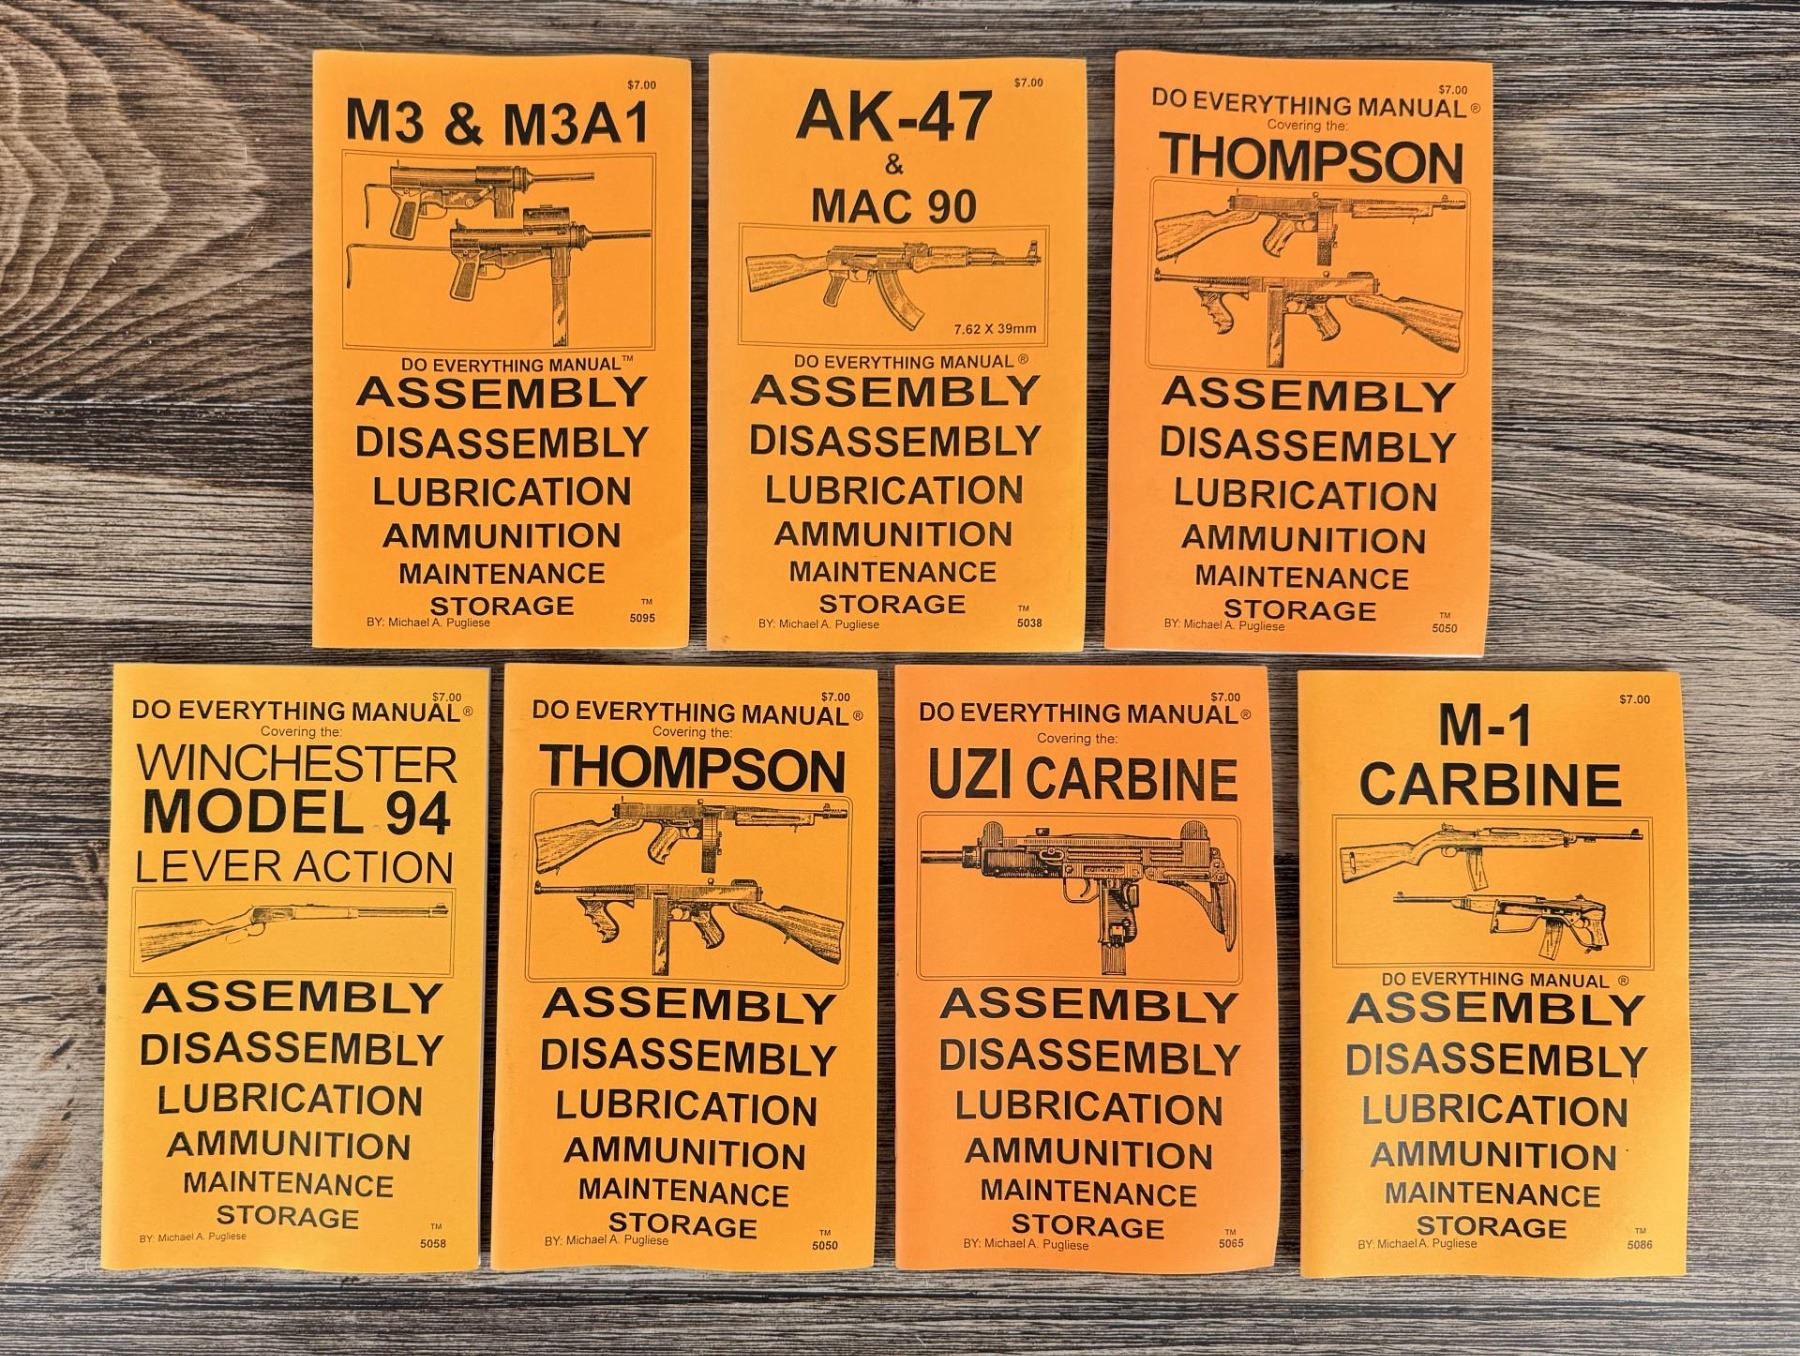 $7.00
M3 & M3A1
DO EVERYTHING MANUAL™
ASSEMBLY
DISASSEMBLY
LUBRICATION
AMMUNITION
MAINTENANCE
STORAGE
BY: Michael A. Pugliese
TM
5095
$7.00
AK-47
&
MAC 90
7.62 X 39mm
DO EVERYTHING MANUAL®
ASSEMBLY
DISASSEMBLY
LUBRICATION
AMMUNITION
MAINTENANCE
STORAGE
BY: Michael A. Pugliese
TM
5038
$7.00
DO EVERYTHING MANUAL®
Covering the:
THOMPSON
ASSEMBLY
DISASSEMBLY
LUBRICATION
AMMUNITION
MAINTENANCE
STORAGE
BY: Michael A. Pugliese
TM
5050
$7.00
DO EVERYTHING MANUAL®
Covering the:
WINCHESTER
MODEL 94
LEVER ACTION
ASSEMBLY
DISASSEMBLY
LUBRICATION
AMMUNITION
MAINTENANCE
STORAGE
BY: Michael A. Pugliese
TM
5058
$7.00
DO EVERYTHING MANUAL®
Covering the:
THOMPSON
ASSEMBLY
DISASSEMBLY
LUBRICATION
AMMUNITION
MAINTENANCE
STORAGE
BY: Michael A. Pugliese
TM
5050
$7.00
DO EVERYTHING MANUAL®
Covering the:
UZI CARBINE
ASSEMBLY
DISASSEMBLY
LUBRICATION
AMMUNITION
MAINTENANCE
STORAGE
BY: Michael A. Pugliese
TM
5065
$7.00
M-1
CARBINE
DO EVERYTHING MANUAL ®
ASSEMBLY
DISASSEMBLY
LUBRICATION
AMMUNITION
MAINTENANCE
STORAGE
BY: Michael A. Pugliese
TM
5086